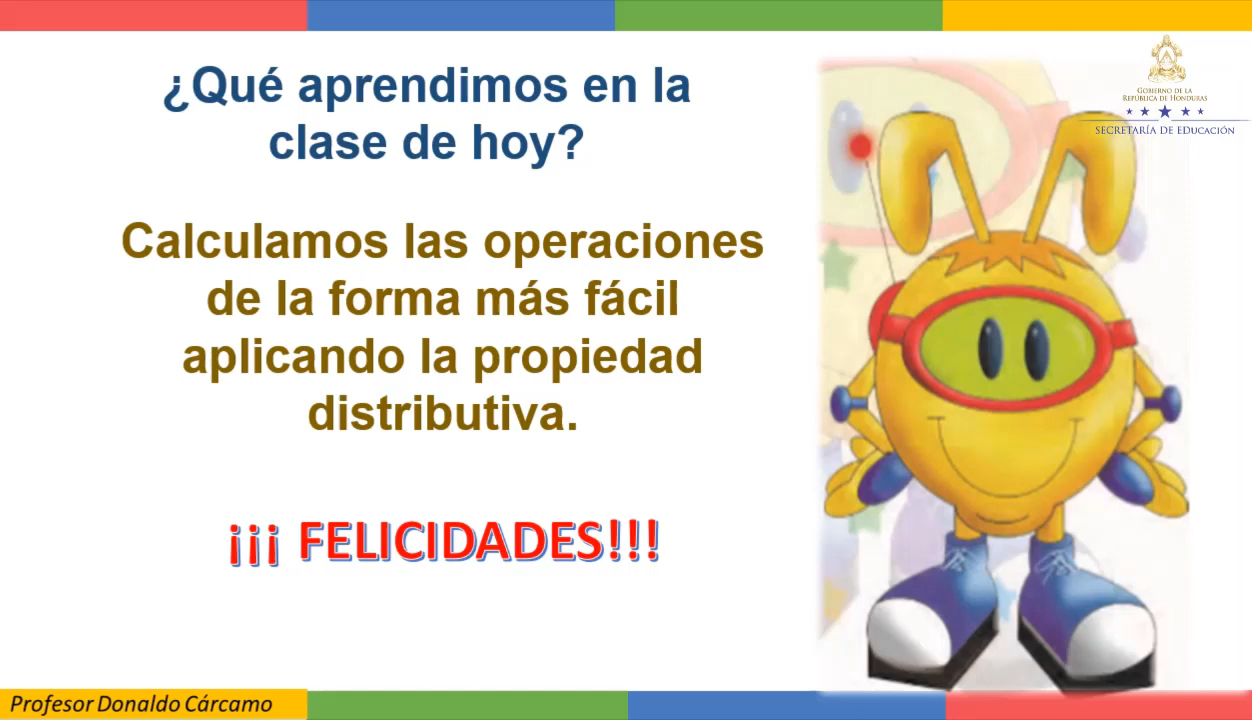 ¿Qué aprendimos en la
clase de hoy?
Calculamos las operaciones
de la forma más fácil
aplicando la propiedad
distributiva.
¡¡¡ FELICIDADES!!!
GOBIERNO DE LA
REPÚBLICA DE HONDURAS
SECRETARÍA DE EDUCACIÓN
Profesor Donaldo Cárcamo